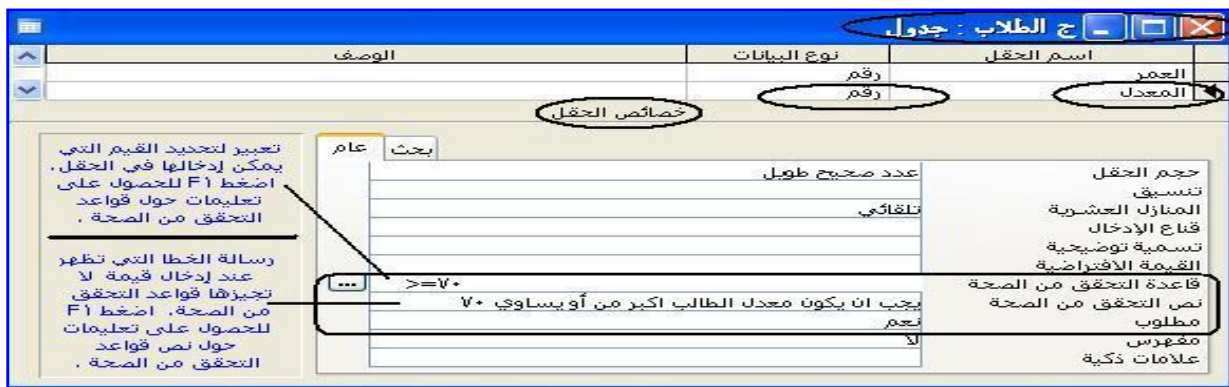 ج الطلاب : جدول
اسم الحقل نوع البيانات الوصف
العمر رقم
المعدل رقم
خصائص الحقل
عام بحث
حجم الحقل عدد صحيح طويل
تنسيق
المنازل العشرية تلقائي
قناع الإدخال
تسمية توضيحية
القيمة الافتراضية
قاعدة التحقق من الصحة >=٧٠ ...
نص التحقق من الصحة يجب ان يكون معدل الطالب اكبر من أو يساوي ٧٠
مطلوب نعم
مفهرس لا
علامات ذكية
تعبير لتحديد القيم التي
يمكن إدخالها في الحقل.
اضغط F١ للحصول على
تعليمات حول قواعد
التحقق من الصحة .
رسالة الخطا التي تظهر
عند إدخال قيمة لا
تجيزها قواعد التحقق
من الصحة. اضغط F١
للحصول على تعليمات
حول نص قواعد
التحقق من الصحة .